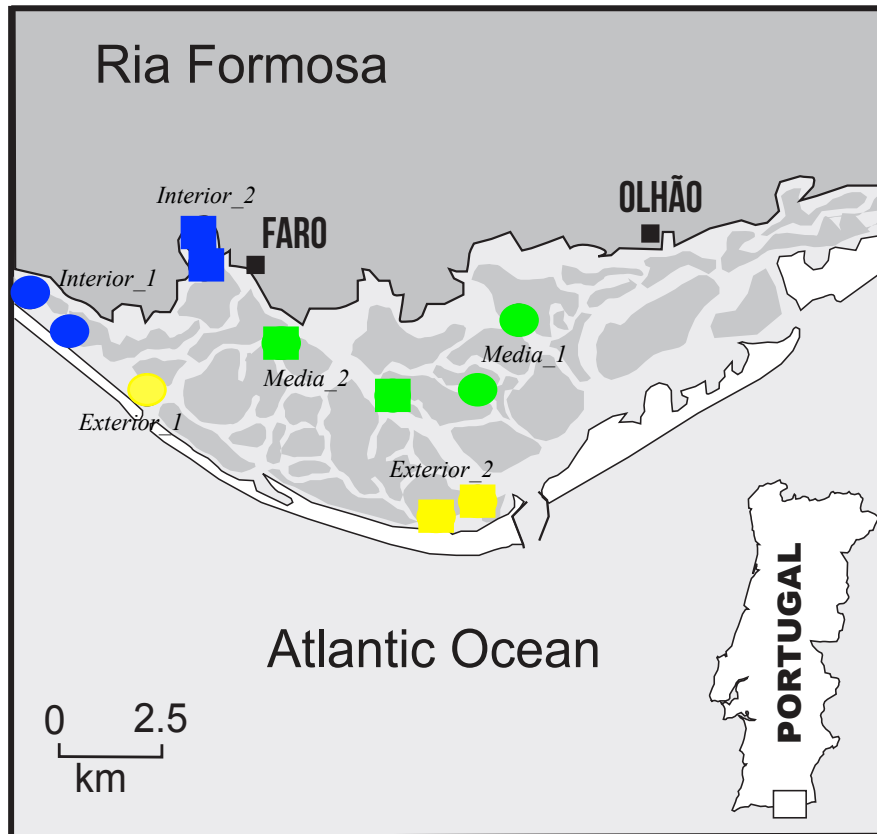 Ria Formosa
Interior_2
OLHÃO
FARO
Interior_1
Media_1
Media_2
Exterior_1
Exterior_2
Atlantic Ocean
PORTUGAL
0 2.5
km